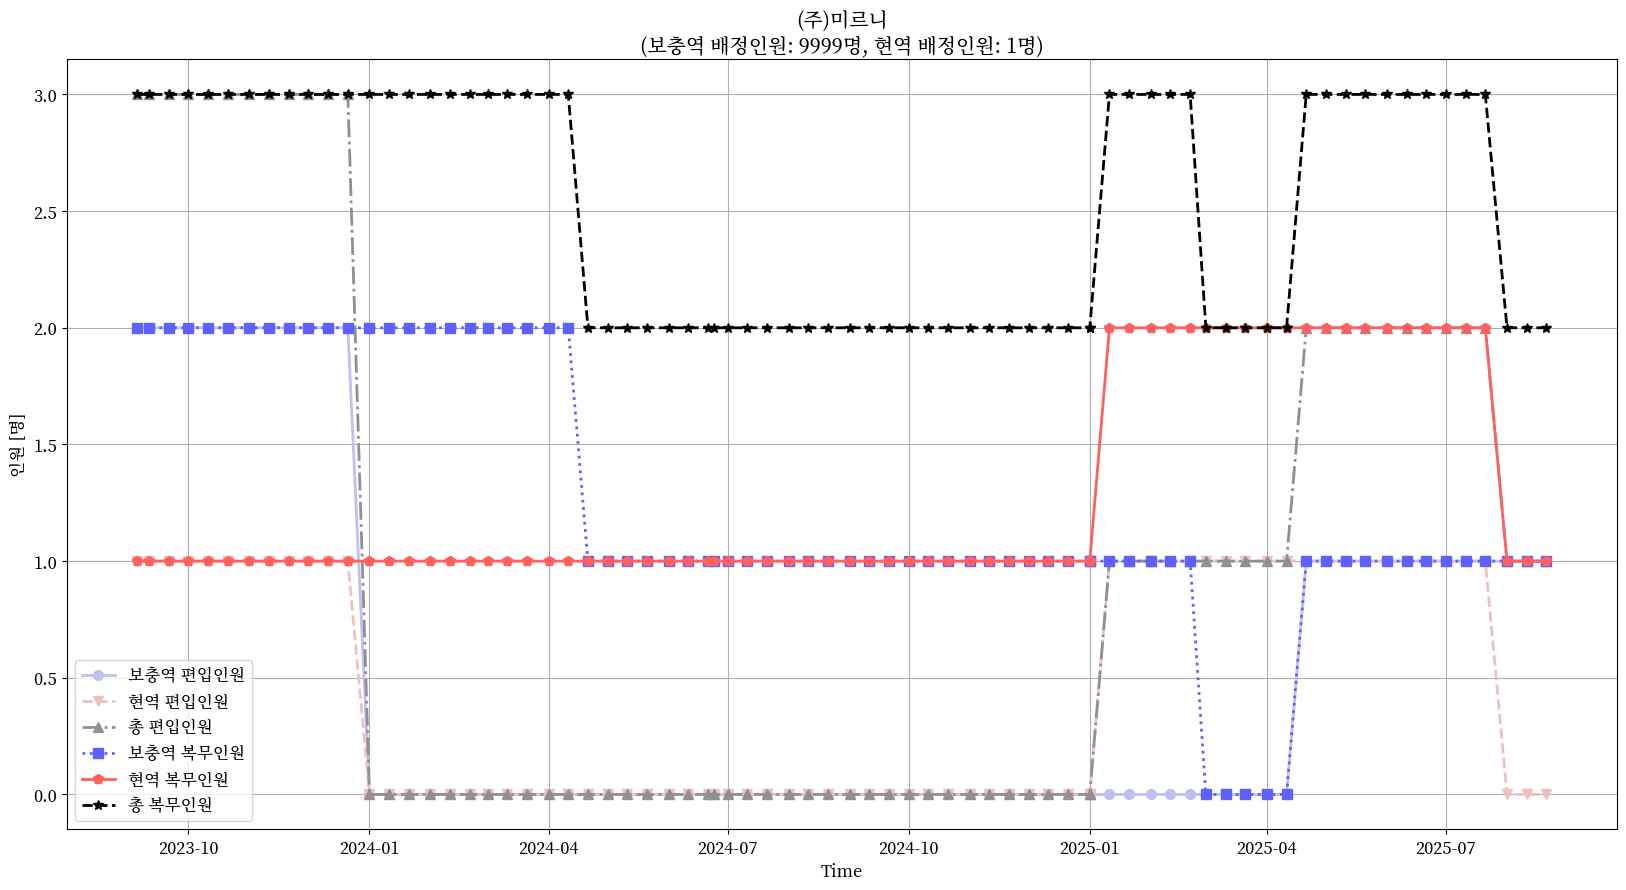 (주)미르니
(보충역 배정인원: 9999명, 현역 배정인원: 1명)
3.0
2.5
2.0
1.5
1.0
0.5
0.0
인원 [명]
보충역 편입인원
현역 편입인원
총 편입인원
보충역 복무인원
현역 복무인원
총 복무인원
2023-10
2024-01
2024-04
2024-07
2024-10
2025-01
2025-04
2025-07
Time